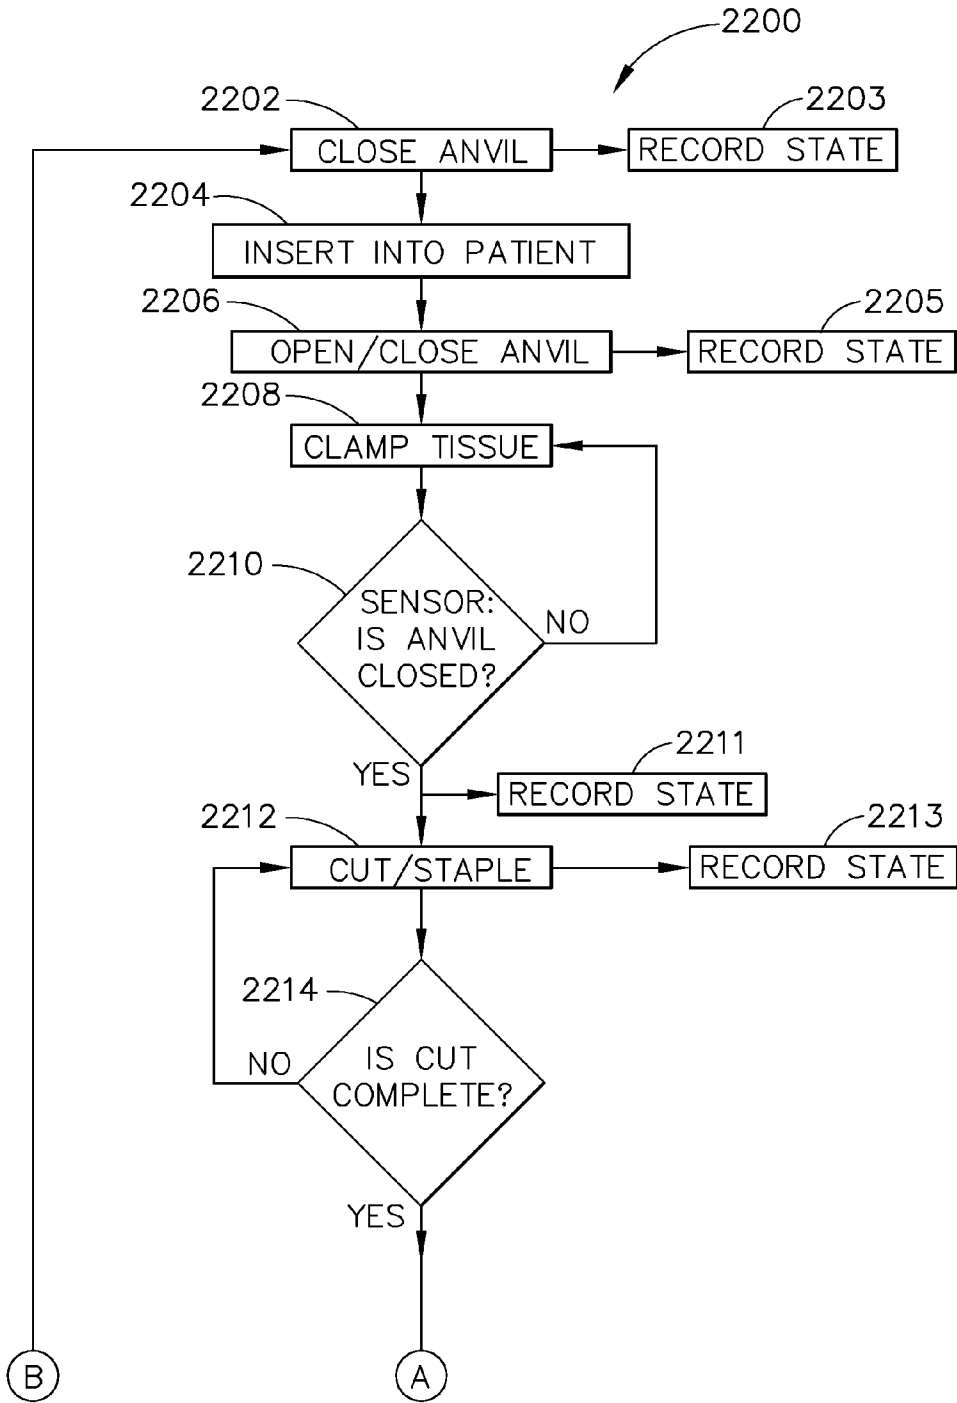 2200
2202
2203
CLOSE ANVIL
RECORD STATE
2204
INSERT INTO PATIENT
2206
2205
OPEN/CLOSE ANVIL
RECORD STATE
2208
CLAMP TISSUE
2210
SENSOR:
IS ANVIL
CLOSED?
NO
YES
2211
RECORD STATE
2212
2213
CUT/STAPLE
RECORD STATE
2214
NO
IS CUT
COMPLETE?
YES
B
A